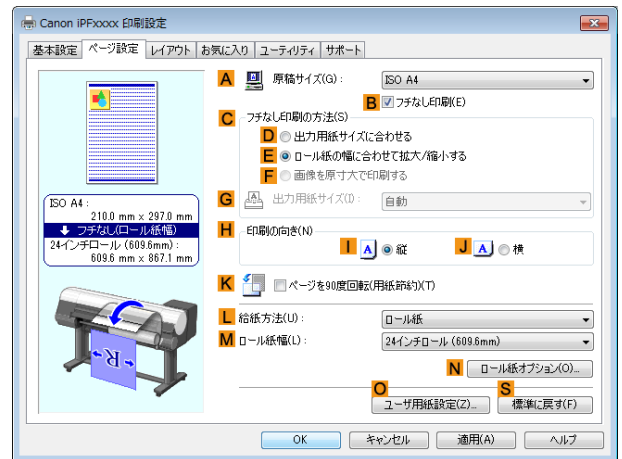 Canon iPFxxxx 印刷設定
基本設定 ページ設定 レイアウト お気に入り ユーティリティ サポート
A 原稿サイズ(G): ISO A4
B フチなし印刷(E)
C フチなし印刷の方法(S)
D 出力用紙サイズに合わせる
E ロール紙の幅に合わせて拡大/縮小する
F 画像を原寸大で印刷する
G 出力用紙サイズ(I): 自動
ISO A4 :
210.0 mm x 297.0 mm
フチなし(ロール紙幅)
24インチロール (609.6mm) :
609.6 mm x 867.1 mm
H 印刷の向き(N)
I A 縦 J A 横
K ページを90度回転(用紙節約)(T)
L 給紙方法(U): ロール紙
M ロール紙幅(L): 24インチロール (609.6mm)
R
N ロール紙オプション(O)...
O S
ユーザ用紙設定(Z)... 標準に戻す(F)
OK キャンセル 適用(A) ヘルプ